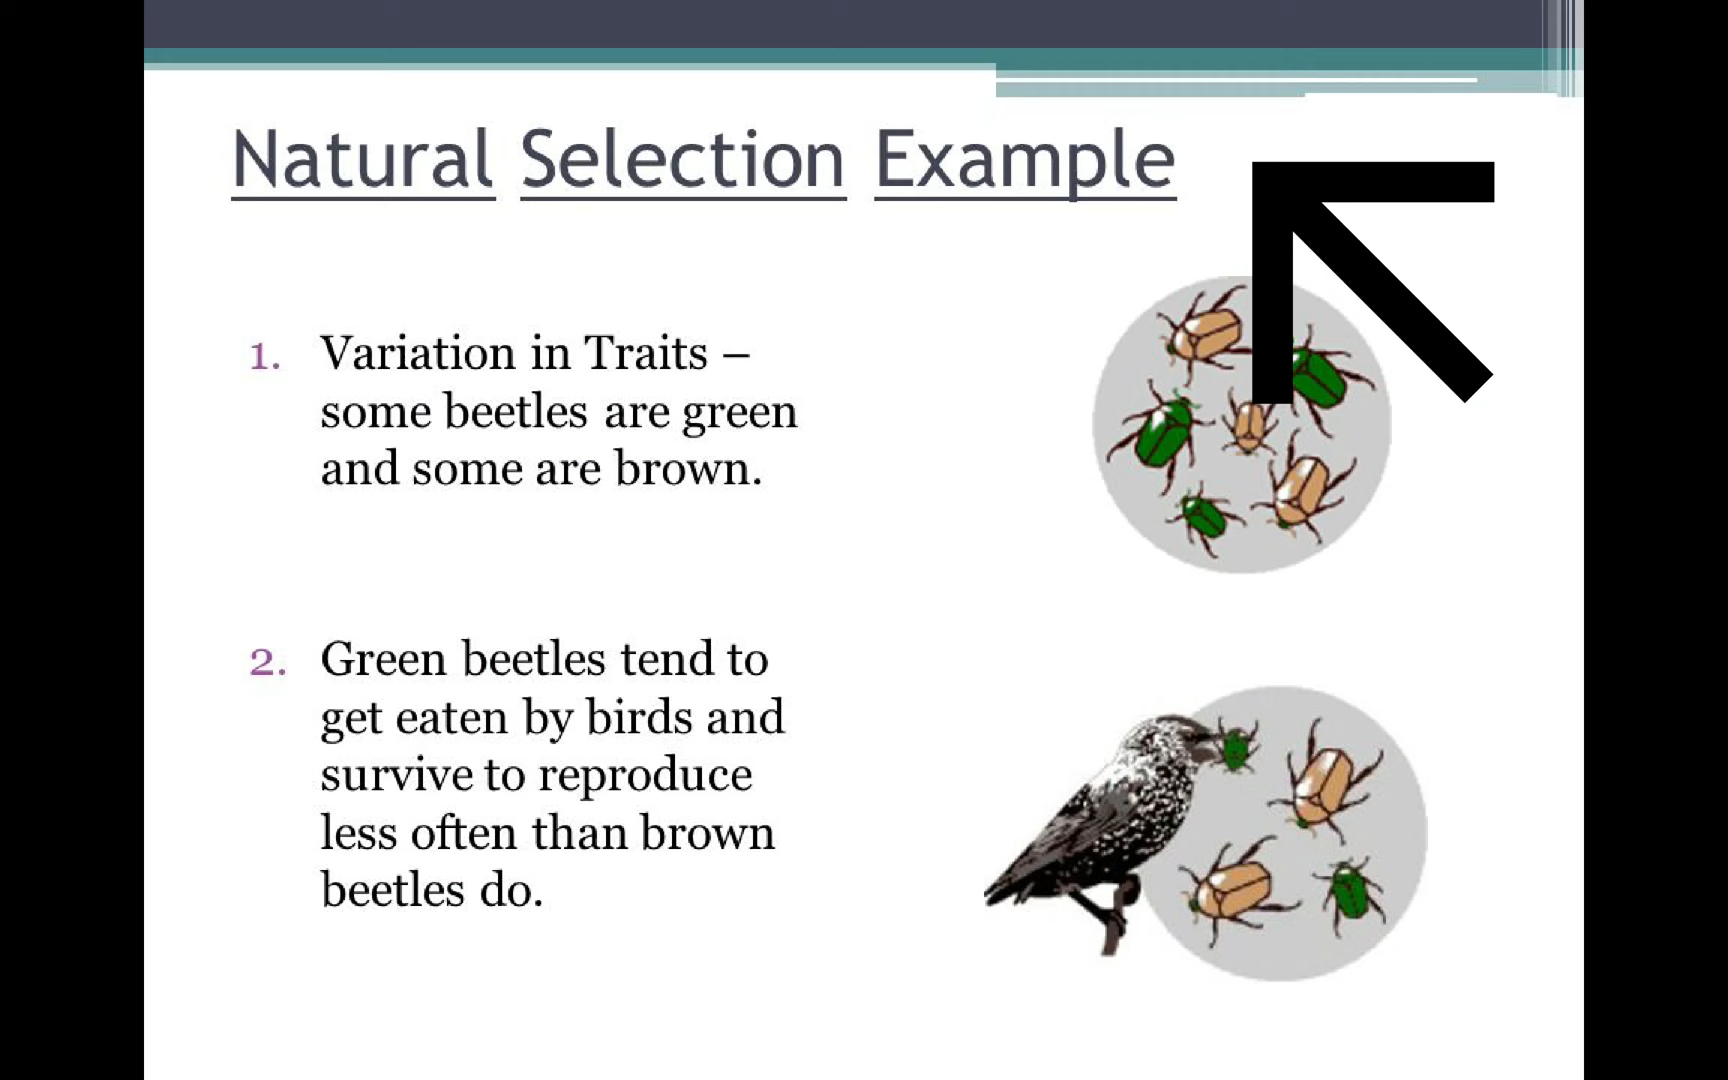 Natural Selection Example
1. Variation in Traits –
some beetles are green
and some are brown.
2. Green beetles tend to
get eaten by birds and
survive to reproduce
less often than brown
beetles do.